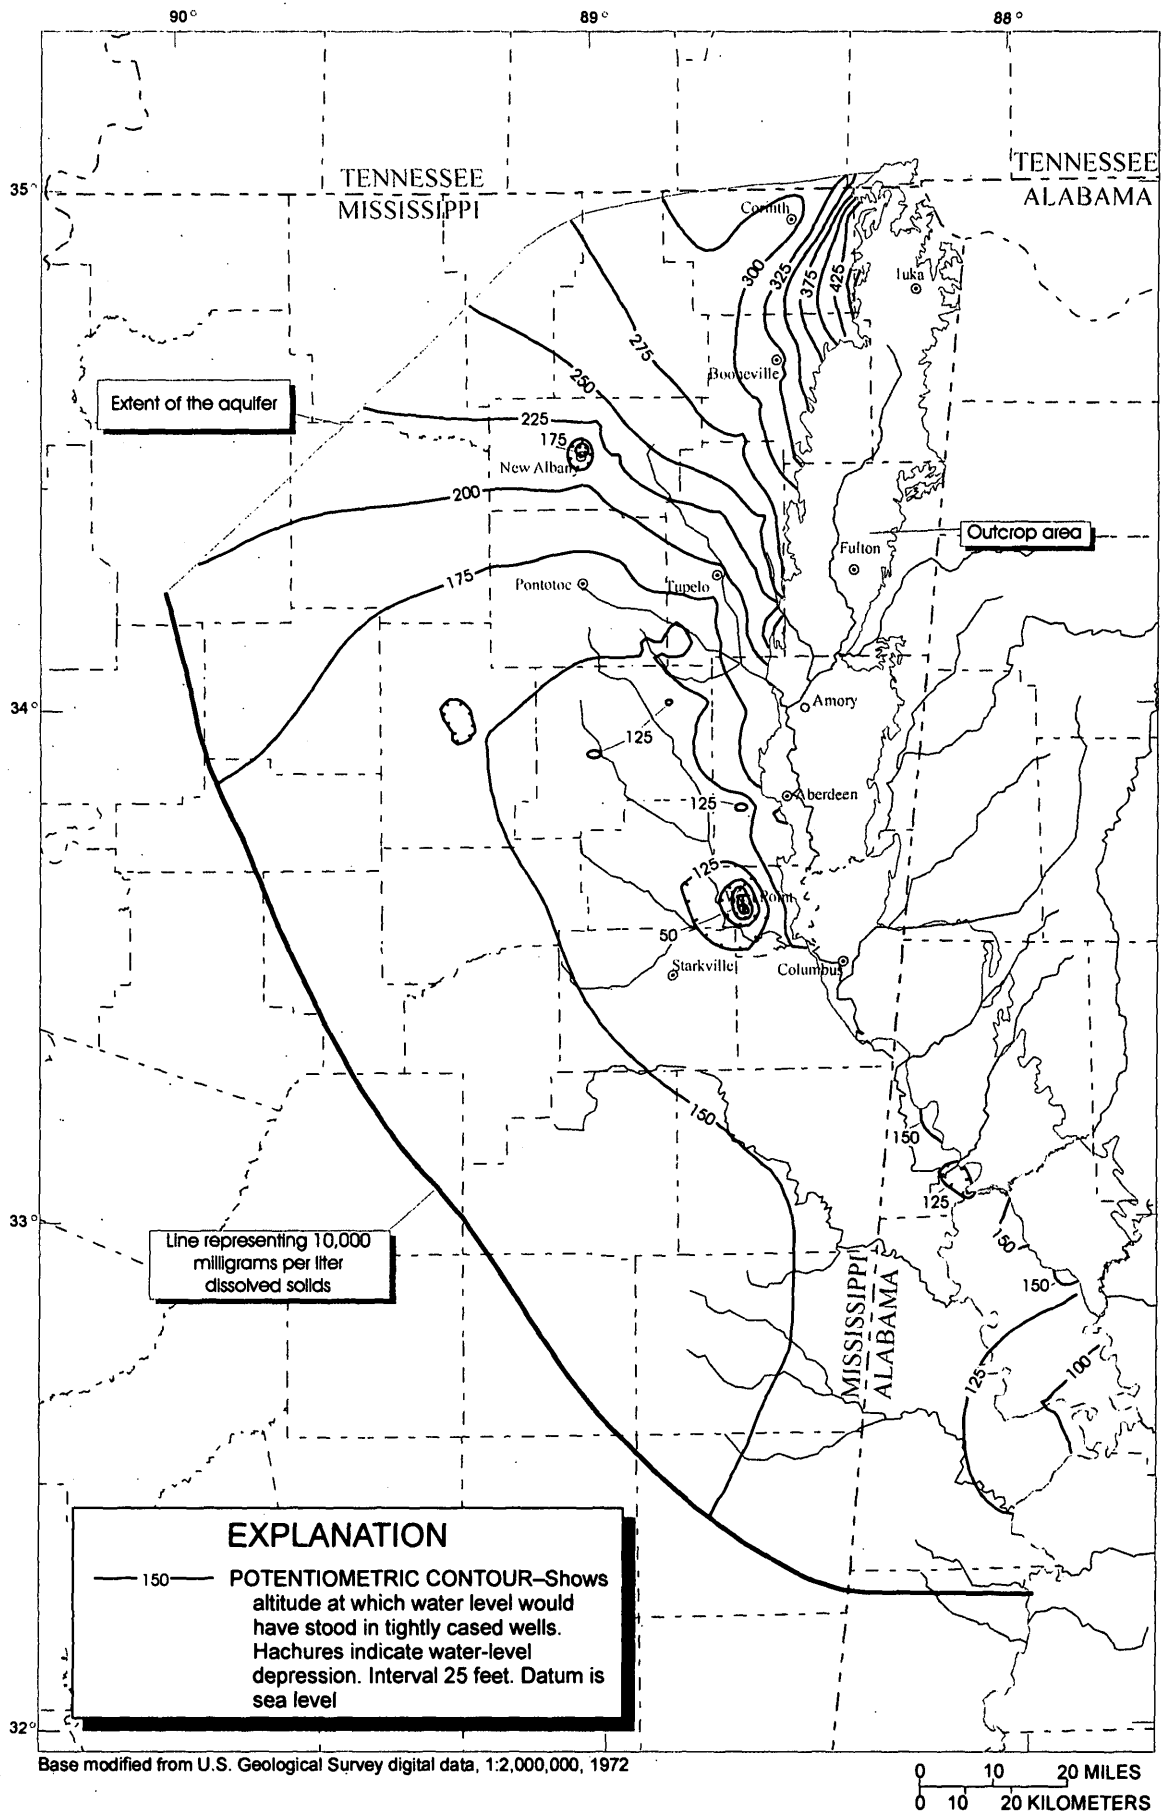 90°
89°
88°
35°
TENNESSEE
MISSISSIPPI
TENNESSEE
ALABAMA
Corinth
Iuka
300
325
375
425
275
Booneville
250
Extent of the aquifer
225
175
New Albany
200
Outcrop area
Fulton
175
Pontotoc
Tupelo
34°
Amory
125
125
Aberdeen
125
Point
50
Starkville
Columbus
150
150
125
150
33°
Line representing 10,000
milligrams per liter
dissolved solids
150
MISSISSIPPI
ALABAMA
125
100
EXPLANATION
150
POTENTIOMETRIC CONTOUR–Shows
altitude at which water level would
have stood in tightly cased wells.
Hachures indicate water-level
depression. Interval 25 feet. Datum is
sea level
32°
Base modified from U.S. Geological Survey digital data, 1:2,000,000, 1972
0 10 20 MILES
0 10 20 KILOMETERS